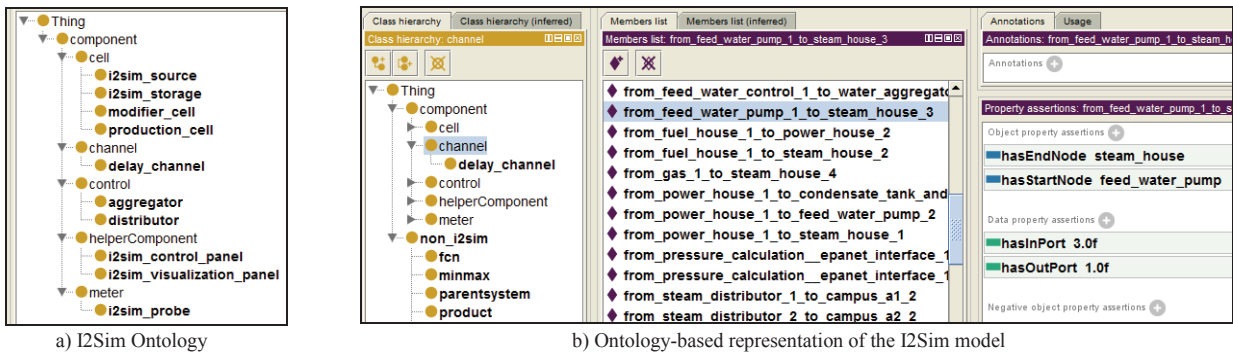 Thing
component
cell
i2sim_source
i2sim_storage
modifier_cell
production_cell
channel
delay_channel
control
aggregator
distributor
helperComponent
i2sim_control_panel
i2sim_visualization_panel
meter
i2sim_probe
a) I2Sim Ontology
Class hierarchy Class hierarchy (inferred)
Class hierarchy: channel
Thing
component
cell
channel
delay_channel
control
helperComponent
meter
non_i2sim
fcn
minmax
parentsystem
product
Members list Members list (inferred)
Members list: from_feed_water_pump_1_to_steam_house_3
from_feed_water_control_1_to_water_aggregato
from_feed_water_pump_1_to_steam_house_3
from_fuel_house_1_to_power_house_2
from_fuel_house_1_to_steam_house_2
from_gas_1_to_steam_house_4
from_power_house_1_to_condensate_tank_and
from_power_house_1_to_feed_water_pump_2
from_power_house_1_to_steam_house_1
from_pressure_calculation__epanet_interface_1
from_pressure_calculation__epanet_interface_1
from_steam_distributor_1_to_campus_a1_2
from_steam_distributor_2_to_campus_a2_2
Annotations Usage
Annotations: from_feed_water_pump_1_to_steam_h
Annotations
Property assertions: from_feed_water_pump_1_to_s
Object property assertions
hasEndNode steam_house
hasStartNode feed_water_pump
Data property assertions
hasInPort 3.0f
hasOutPort 1.0f
Negative object property assertions
b) Ontology-based representation of the I2Sim model